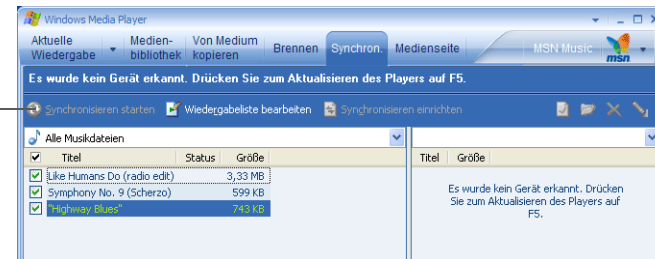 Windows Media Player
Aktuelle Wiedergabe
Medien-bibliothek
Von Medium kopieren
Brennen
Synchron.
Medienseite
MSN Music
msn
Es wurde kein Gerät erkannt. Drücken Sie zum Aktualisieren des Players auf F5.
Synchronisieren starten
Wiedergabeliste bearbeiten
Synchronisieren einrichten
Alle Musikdateien
Titel Status Größe
Like Humans Do (radio edit) 3,33 MB
Symphony No. 9 (Scherzo) 599 KB
"Highway Blues" 743 KB
Titel Größe
Es wurde kein Gerät erkannt. Drücken
Sie zum Aktualisieren des Players auf
F5.